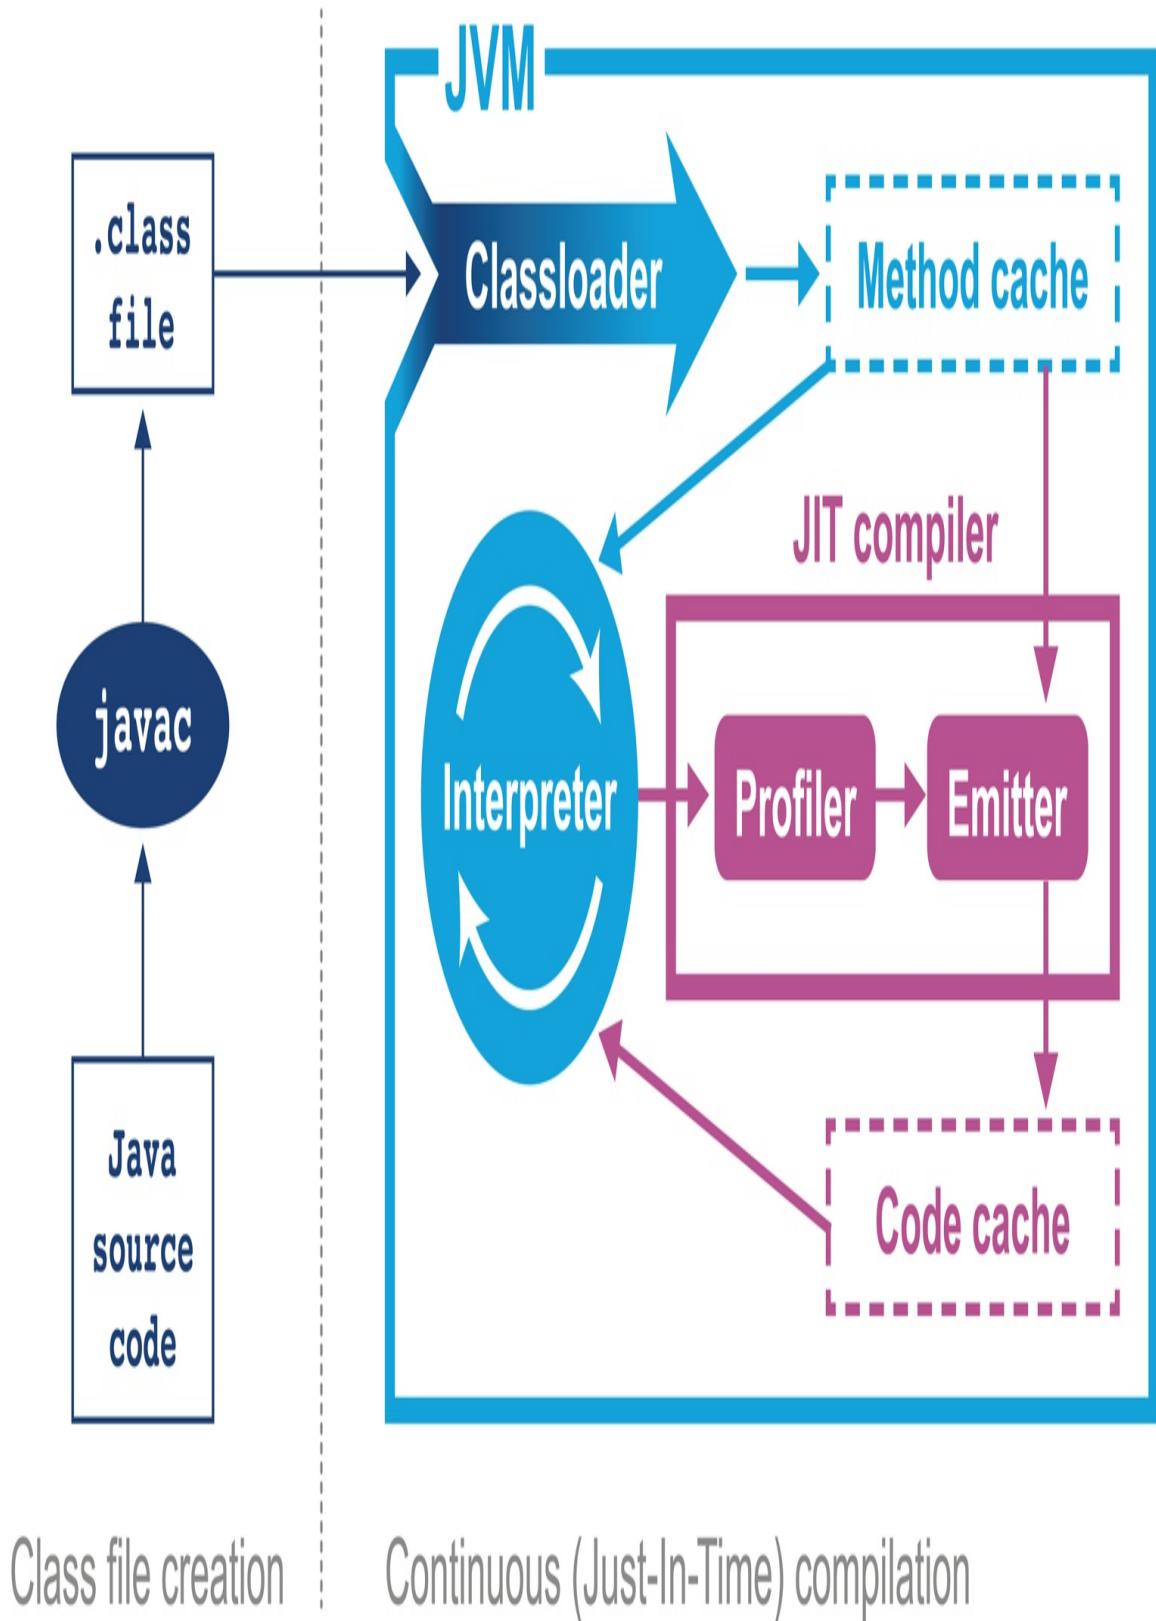 JVM
.class
file
Classloader
Method cache
JIT compiler
javac
Interpreter
Profiler
Emitter
Java
source
code
Code cache
Class file creation
Continuous (Just-In-Time) compilation